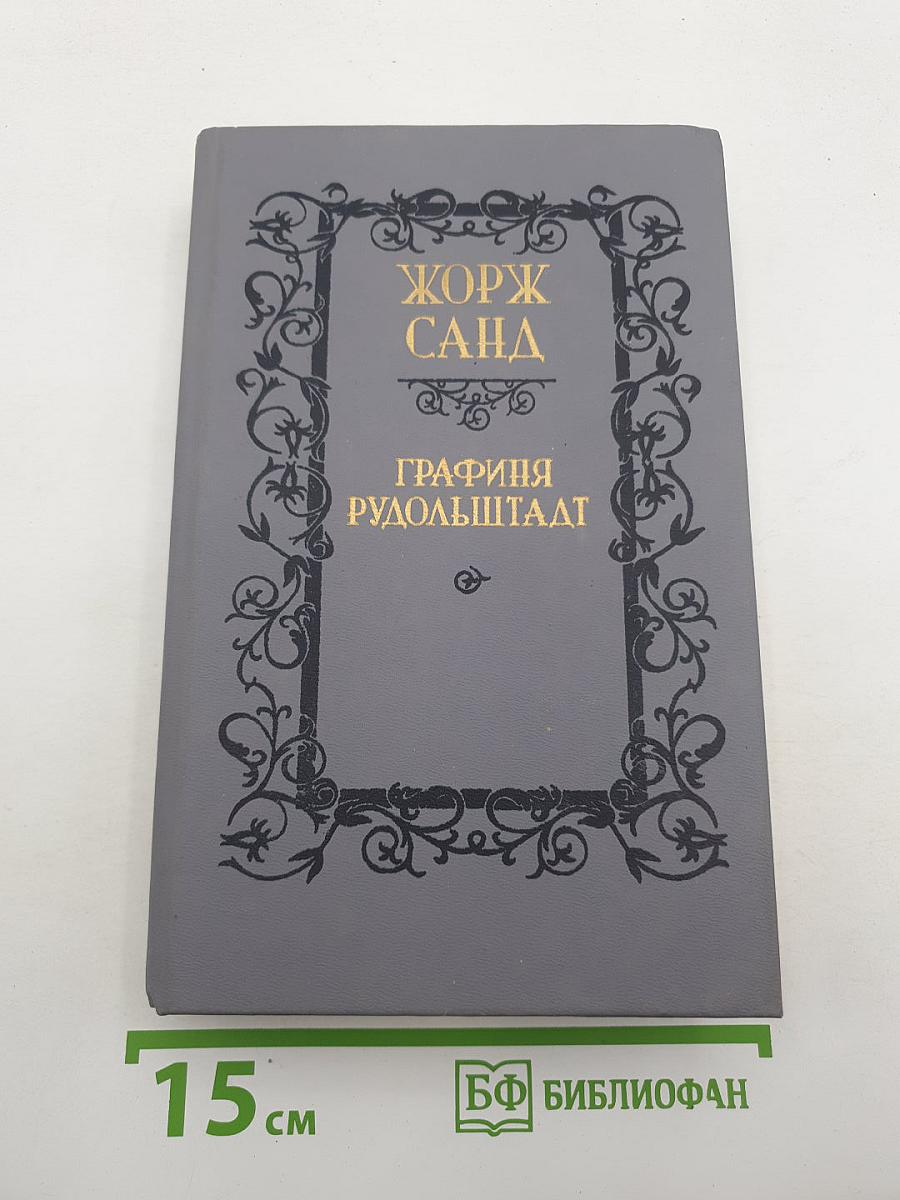 ЖОРЖ
САНД
ГРАФИНЯ
РУДОЛЬШТАДТ
15 см
БФ БИБЛИОФАН